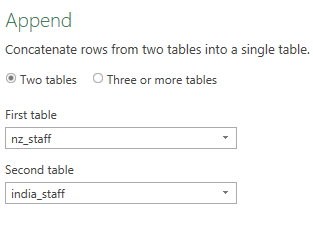 Append
Concatenate rows from two tables into a single table.
Two tables Three or more tables
First table
nz_staff
Second table
india_staff